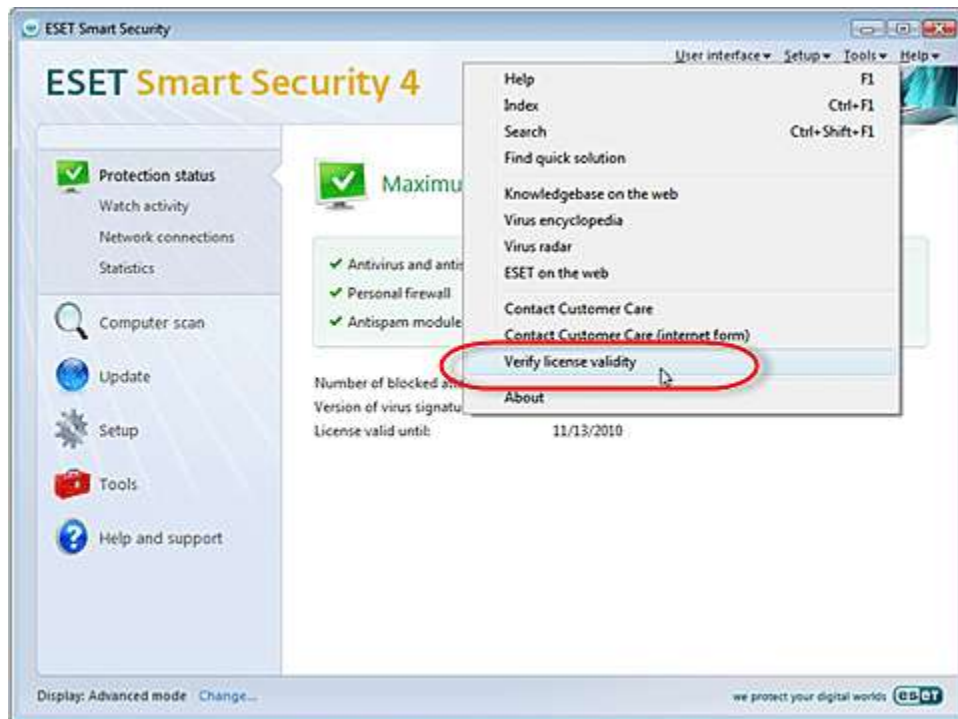 ESET Smart Security
User interface Setup Tools Help
ESET Smart Security 4
Help F1
Index Ctrl+F1
Search Ctrl+Shift+F1
Find quick solution
Knowledgebase on the web
Virus encyclopedia
Virus radar
ESET on the web
Contact Customer Care
Contact Customer Care (internet form)
Verify license validity
About
Protection status
Watch activity
Network connections
Statistics
Computer scan
Update
Setup
Tools
Help and support
Maximu
Antivirus and antis
Personal firewall
Antispam module
Number of blocked
Version of virus signatu
License valid until: 11/13/2010
Display: Advanced mode Change...
we protect your digital worlds eset